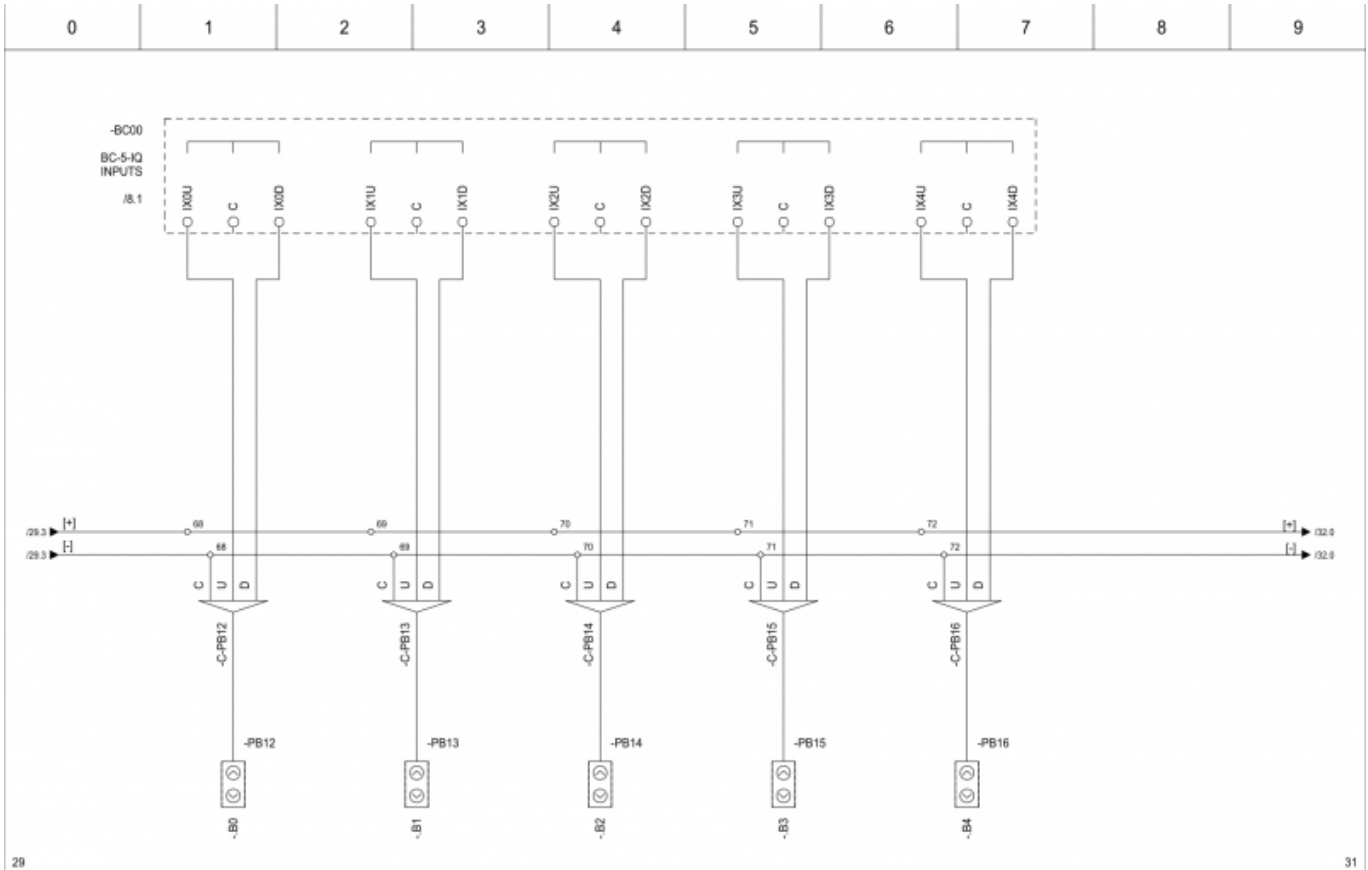 0 1 2 3 4 5 6 7 8 9
-BC00
BC-5-IQ
INPUTS
/8.1
IX0U C IX0D IX1U C IX1D IX2U C IX2D IX3U C IX3D IX4U C IX4D
/29.3 [+] 68 69 70 71 72 [+] /32.0
/29.3 [-] 68 69 70 71 72 [-] /32.0
C U D C U D C U D C U D C U D
-C-PB12 -C-PB13 -C-PB14 -C-PB15 -C-PB16
-PB12 -PB13 -PB14 -PB15 -PB16
-.B0 -.B1 -.B2 -.B3 -.B4
29 31